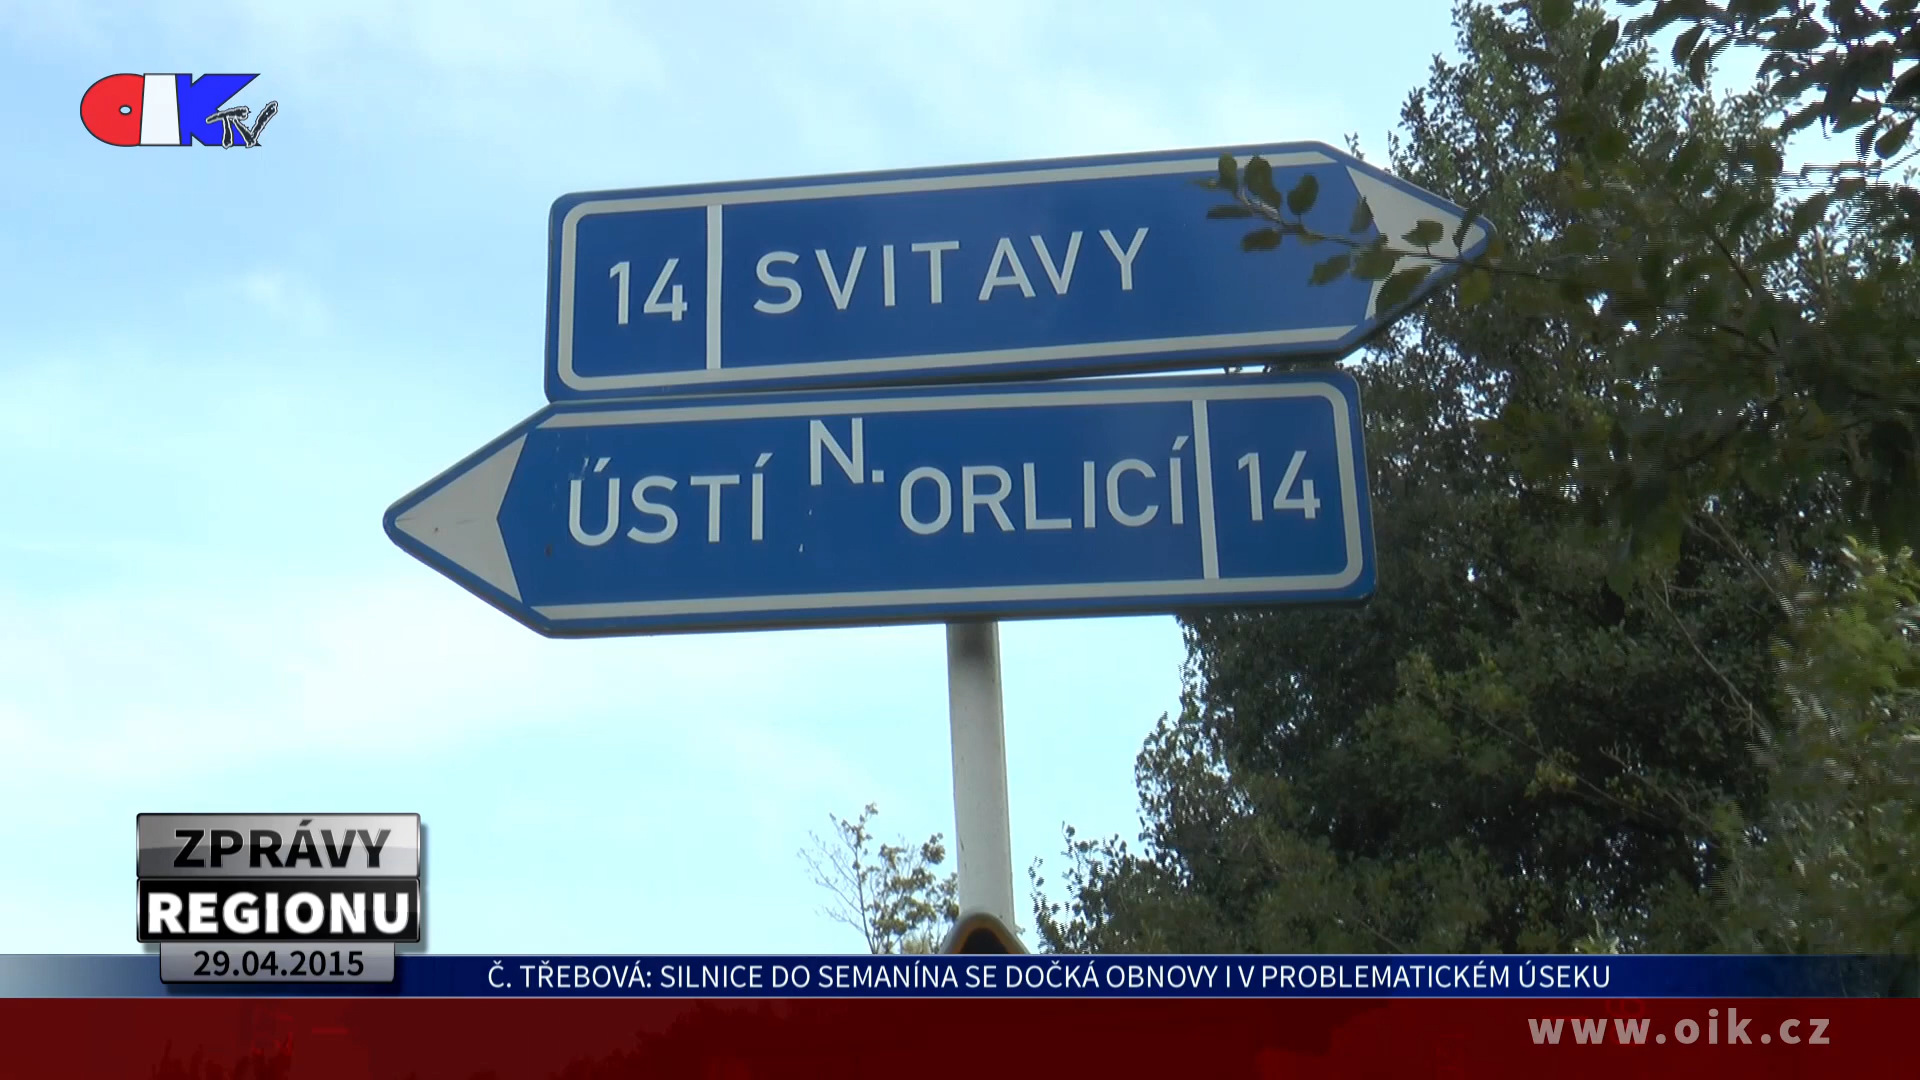 OIK TV
14 SVITAVY
ÚSTÍ N. ORLICÍ 14
ZPRÁVY
REGIONU
29.04.2015
Č. TŘEBOVÁ: SILNICE DO SEMANÍNA SE DOČKÁ OBNOVY I V PROBLEMATICKÉM ÚSEKU
www.oik.cz